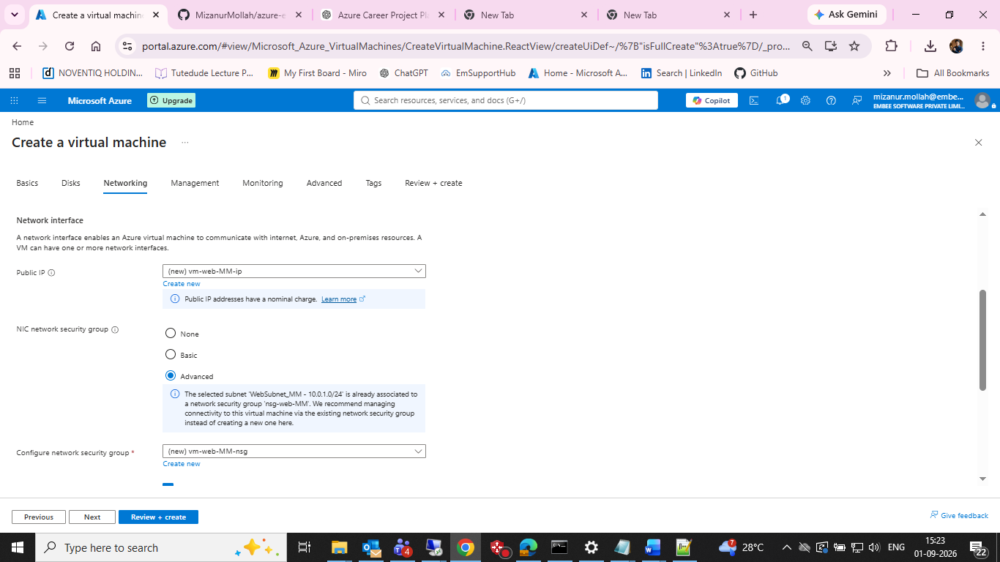 Create a virtual machine
MizanurMollah/azure-e
Azure Career Project Pl
New Tab
New Tab
Ask Gemini
portal.azure.com/#view/Microsoft_Azure_VirtualMachines/CreateVirtualMachine.ReactView/createUiDef~/%7B"isFullCreate"%3Atrue%7D/_pro...
NOVENTIQ HOLDIN...
Tutedude Lecture P...
My First Board - Miro
ChatGPT
EmSupportHub
Home - Microsoft A...
Search | LinkedIn
GitHub
All Bookmarks
Microsoft Azure
Upgrade
Search resources, services, and docs (G+/)
Copilot
1
mizanur.mollah@embe...
EMBEE SOFTWARE PRIVATE LIMI...
Home
Create a virtual machine
...
Basics
Disks
Networking
Management
Monitoring
Advanced
Tags
Review + create
Network interface
A network interface enables an Azure virtual machine to communicate with internet, Azure, and on-premises resources. A
VM can have one or more network interfaces.
Public IP
(new) vm-web-MM-ip
Create new
Public IP addresses have a nominal charge. Learn more
NIC network security group
None
Basic
Advanced
The selected subnet 'WebSubnet_MM - 10.0.1.0/24' is already associated to
a network security group 'nsg-web-MM'. We recommend managing
connectivity to this virtual machine via the existing network security group
instead of creating a new one here.
Configure network security group *
(new) vm-web-MM-nsg
Create new
Previous
Next
Review + create
Give feedback
Type here to search
4
7
28°C
ENG
15:23
01-09-2026
22